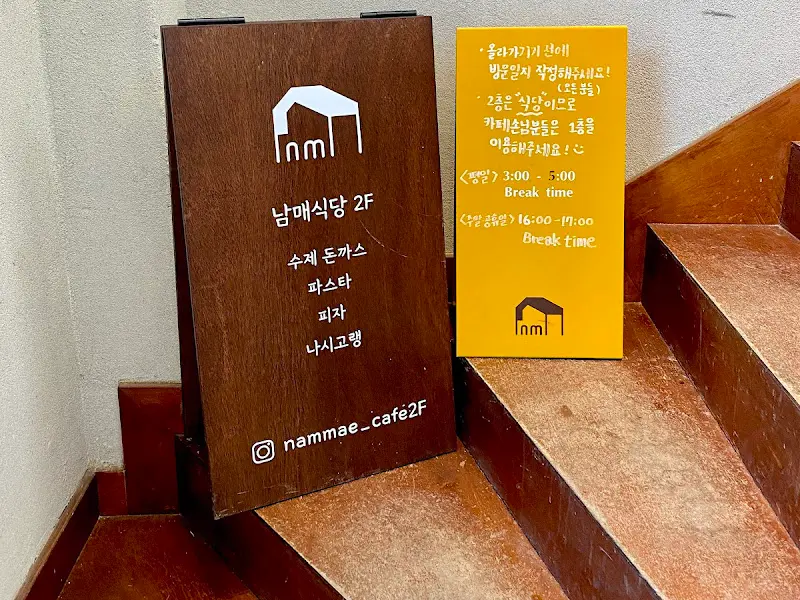 nm
남매식당 2F
수제 돈까스
파스타
피자
나시고랭
nammae_cafe2F
· 올라가기기 전에
방문일지 작정해주세요!
(모든분들)
· 2층은 "식당"이므로
카페손님분들은 1층을
이용해주세요!
<평일> 3:00 - 5:00
Break time
<주말 공휴일> 16:00 - 17:00
Break time
nm